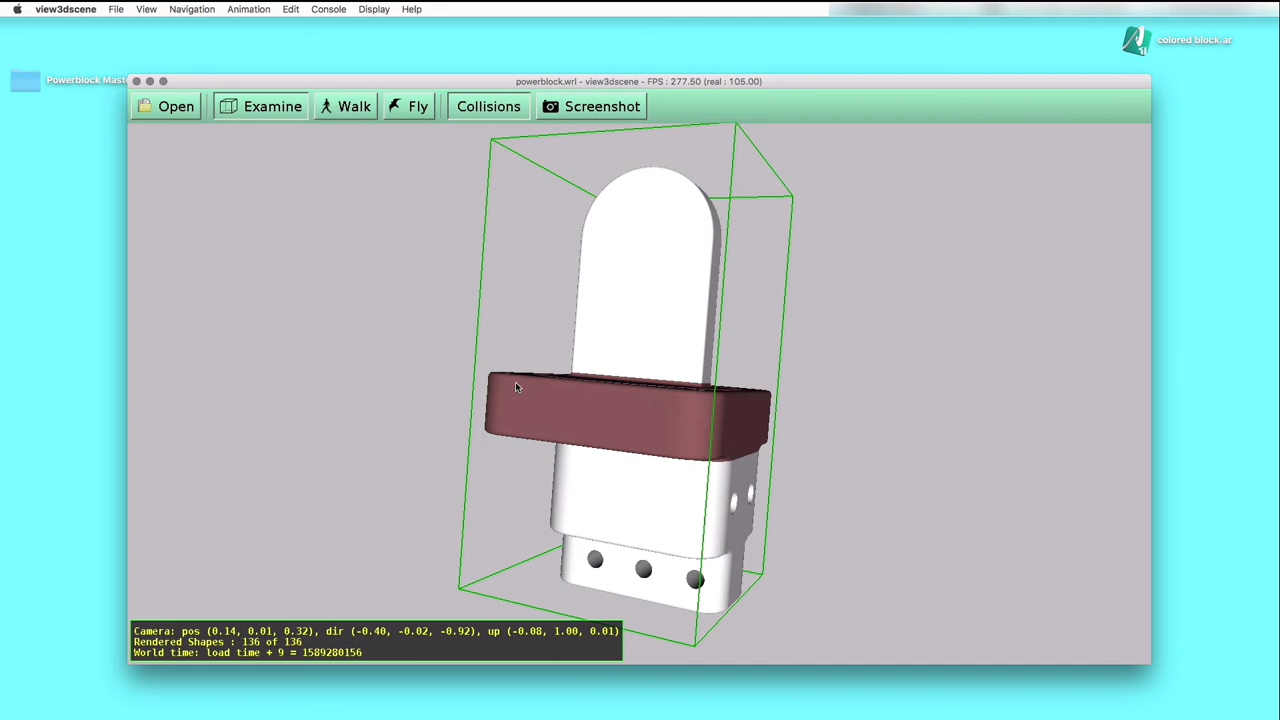 view3dscene File View Navigation Animation Edit Console Display Help
colored block.ar
Powerblock Mast
powerblock.wrl - view3dscene - FPS : 277.50 (real : 105.00)
Open Examine Walk Fly Collisions Screenshot
Camera: pos (0.14, 0.01, 0.32), dir (-0.40, -0.02, -0.92), up (-0.08, 1.00, 0.01)
Rendered Shapes : 136 of 136
World time: load time + 9 = 1589280156